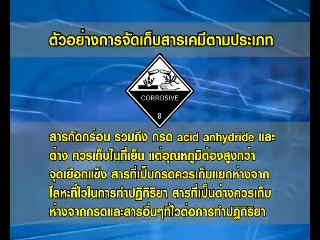 ตัวอย่างการจัดเก็บสารเคมีตามประเภท
CORROSIVE
8
สารกัดกร่อน รวมถึง กรด acid anhydride และ
ด่าง ควรเก็บในที่เย็น แต่อุณหภูมิต้องสูงกว่า
จุดเยือกแข็ง สารที่เป็นกรดควรเก็บแยกห่างจาก
โลหะที่ไวในการทำปฏิกิริยา สารที่เป็นด่างควรเก็บ
ห่างจากกรดและสารอื่นๆที่ไวต่อการทำปฏิกิริยา